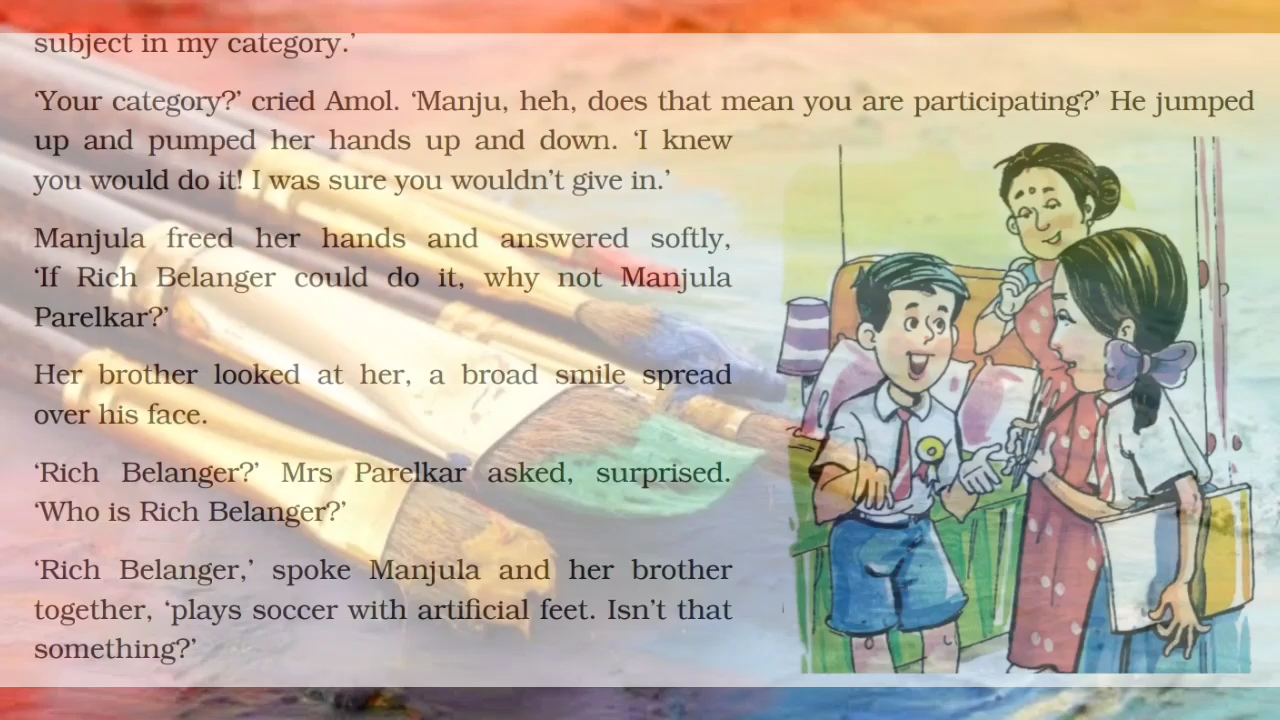 subject in my category.’
‘Your category?’ cried Amol. ‘Manju, heh, does that mean you are participating?’ He jumped
up and pumped her hands up and down. ‘I knew
you would do it! I was sure you wouldn’t give in.’
Manjula freed her hands and answered softly,
‘If Rich Belanger could do it, why not Manjula
Parelkar?’
Her brother looked at her, a broad smile spread
over his face.
‘Rich Belanger?’ Mrs Parelkar asked, surprised.
‘Who is Rich Belanger?’
‘Rich Belanger,’ spoke Manjula and her brother
together, ‘plays soccer with artificial feet. Isn’t that
something?’